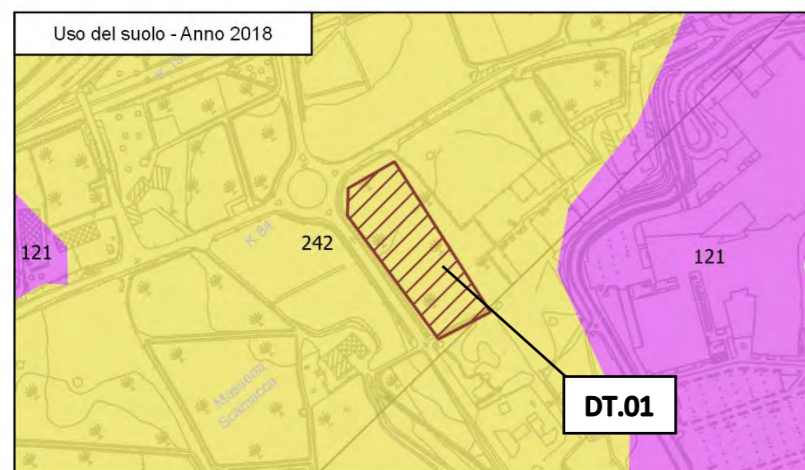 Uso del suolo - Anno 2018
K. 84
242
121
121
Masseria
Scamacca
DT.01